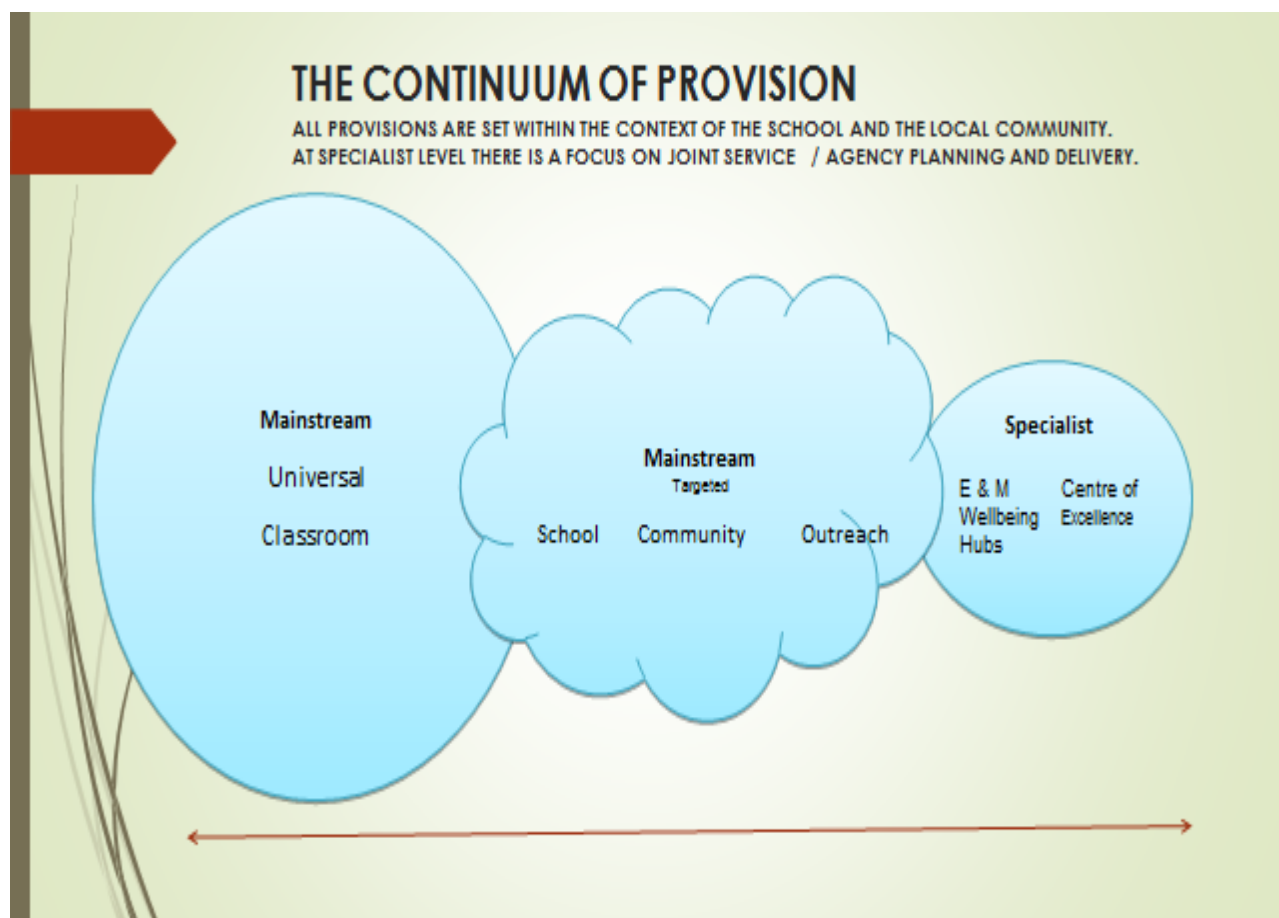 THE CONTINUUM OF PROVISION
ALL PROVISIONS ARE SET WITHIN THE CONTEXT OF THE SCHOOL AND THE LOCAL COMMUNITY.
AT SPECIALIST LEVEL THERE IS A FOCUS ON JOINT SERVICE / AGENCY PLANNING AND DELIVERY.
Mainstream
Universal
Classroom
Mainstream
Targeted
School Community Outreach
Specialist
E & M
Wellbeing
Hubs
Centre of
Excellence